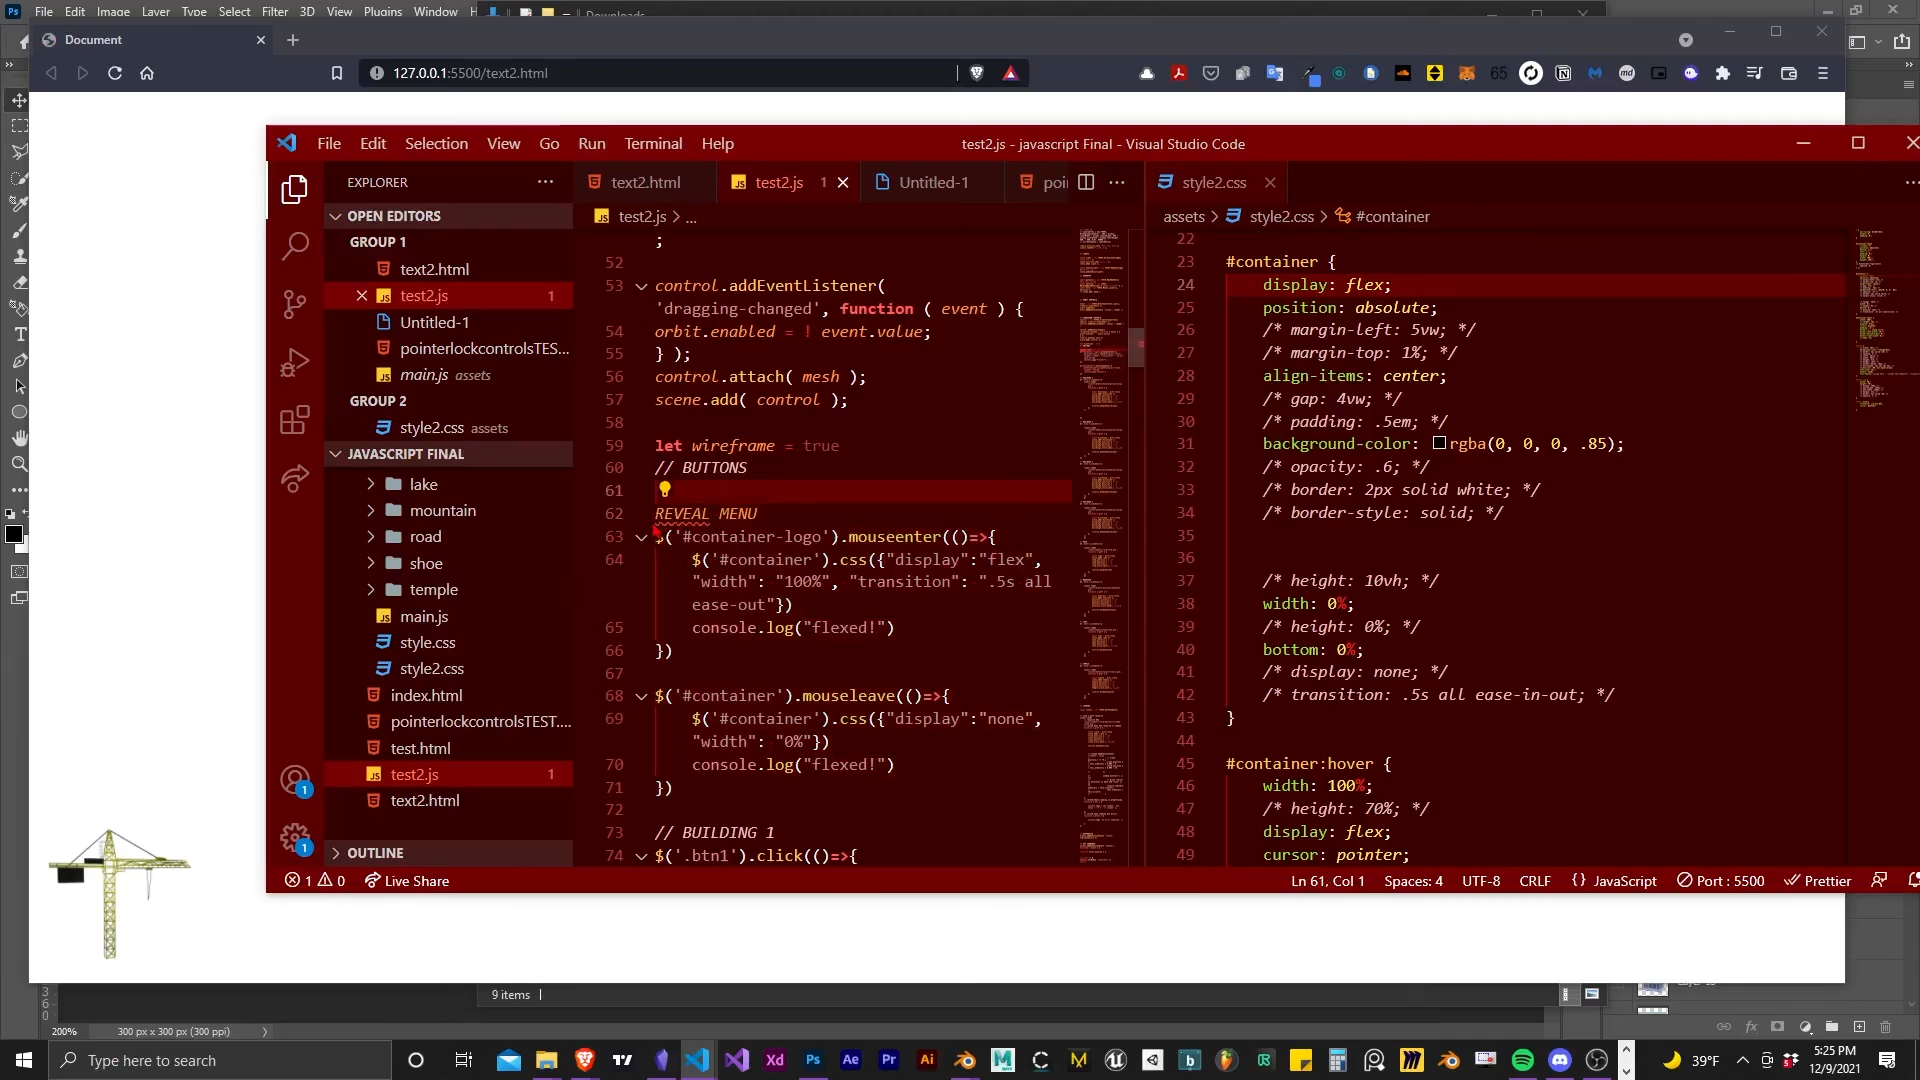 File Edit Image Layer Type Select Filter 3D View Plugins Window
Downloads
Document
127.0.0.1:5500/text2.html
65
File Edit Selection View Go Run Terminal Help
test2.js - javascript Final - Visual Studio Code
EXPLORER
OPEN EDITORS
GROUP 1
text2.html
test2.js 1
Untitled-1
pointerlockcontrolsTES...
main.js assets
GROUP 2
style2.css assets
JAVASCRIPT FINAL
lake
mountain
road
shoe
temple
main.js
style.css
style2.css
index.html
pointerlockcontrolsTEST....
test.html
test2.js 1
text2.html
OUTLINE
text2.html
test2.js 1
Untitled-1
poi
test2.js > ...
;
52
53 control.addEventListener(
'dragging-changed', function ( event ) {
54 orbit.enabled = ! event.value;
55 } );
56 control.attach( mesh );
57 scene.add( control );
58
59 let wireframe = true
60 // BUTTONS
61
62 REVEAL MENU
63 $('#container-logo').mouseenter(()=>{
64 $('#container').css({"display":"flex",
"width": "100%", "transition": ".5s all
ease-out"})
65 console.log("flexed!")
66 })
67
68 $('#container').mouseleave(()=>{
69 $('#container').css({"display":"none",
"width": "0%"})
70 console.log("flexed!")
71 })
72
73 // BUILDING 1
74 $('.btn1').click(()=>{
style2.css
assets > style2.css > #container
22
23 #container {
24 display: flex;
25 position: absolute;
26 /* margin-left: 5vw; */
27 /* margin-top: 1%; */
28 align-items: center;
29 /* gap: 4vw; */
30 /* padding: .5em; */
31 background-color: rgba(0, 0, 0, .85);
32 /* opacity: .6; */
33 /* border: 2px solid white; */
34 /* border-style: solid; */
35
36
37 /* height: 10vh; */
38 width: 0%;
39 /* height: 0%; */
40 bottom: 0%;
41 /* display: none; */
42 /* transition: .5s all ease-in-out; */
43 }
44
45 #container:hover {
46 width: 100%;
47 /* height: 70%; */
48 display: flex;
49 cursor: pointer;
1 0 Live Share
Ln 61, Col 1 Spaces: 4 UTF-8 CRLF {} JavaScript Port : 5500 Prettier
9 items
200% 300 px x 300 px (300 ppi)
Type here to search
39°F
5:25 PM
12/9/2021